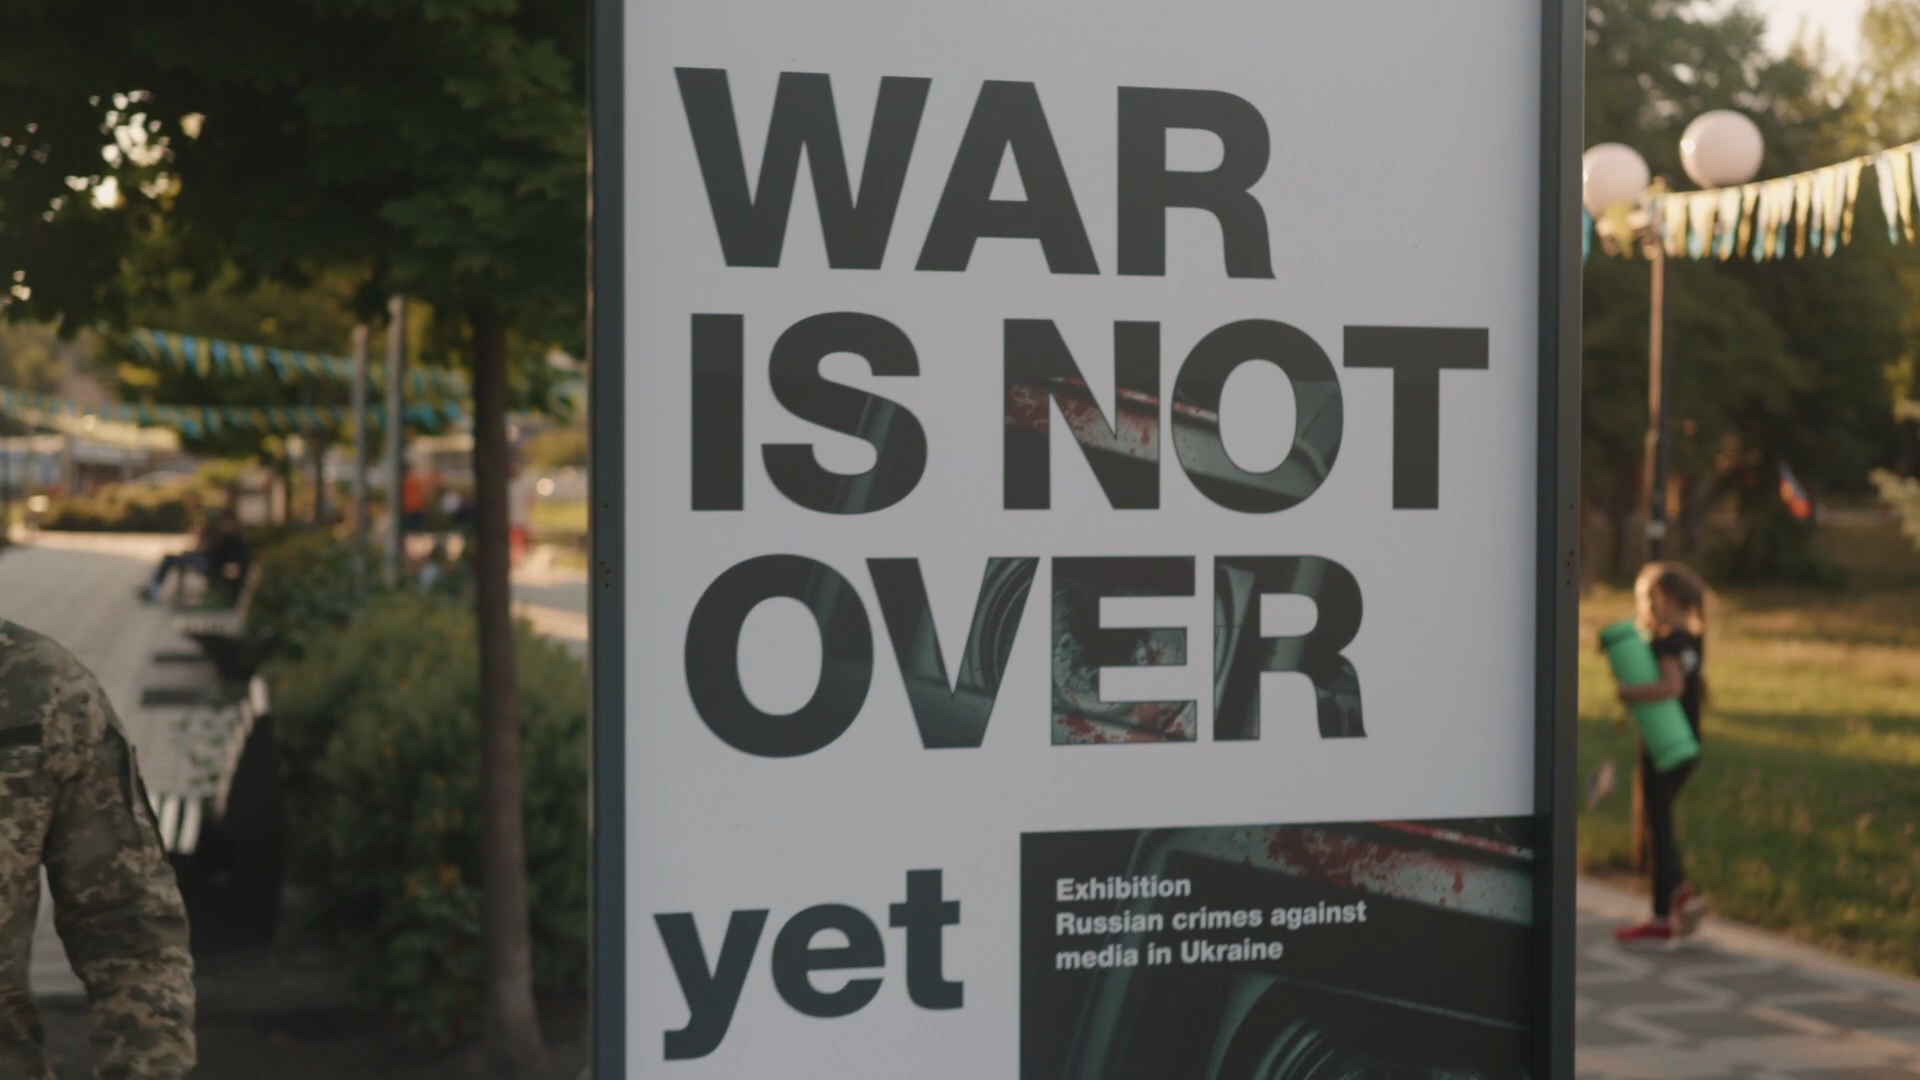 WAR
IS NOT
OVER
yet
Exhibition
Russian crimes against
media in Ukraine